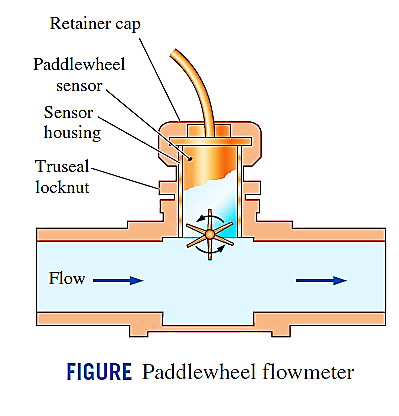 Retainer cap
Paddlewheel
sensor
Sensor
housing
Truseal
locknut
Flow
FIGURE Paddlewheel flowmeter